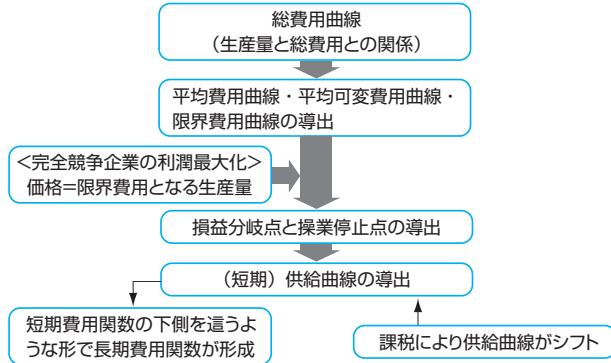 総費用曲線
（生産量と総費用との関係）
平均費用曲線・平均可変費用曲線・
限界費用曲線の導出
＜完全競争企業の利潤最大化＞
価格＝限界費用となる生産量
損益分岐点と操業停止点の導出
（短期）供給曲線の導出
短期費用関数の下側を這うよ
うな形で長期費用関数が形成
課税により供給曲線がシフト